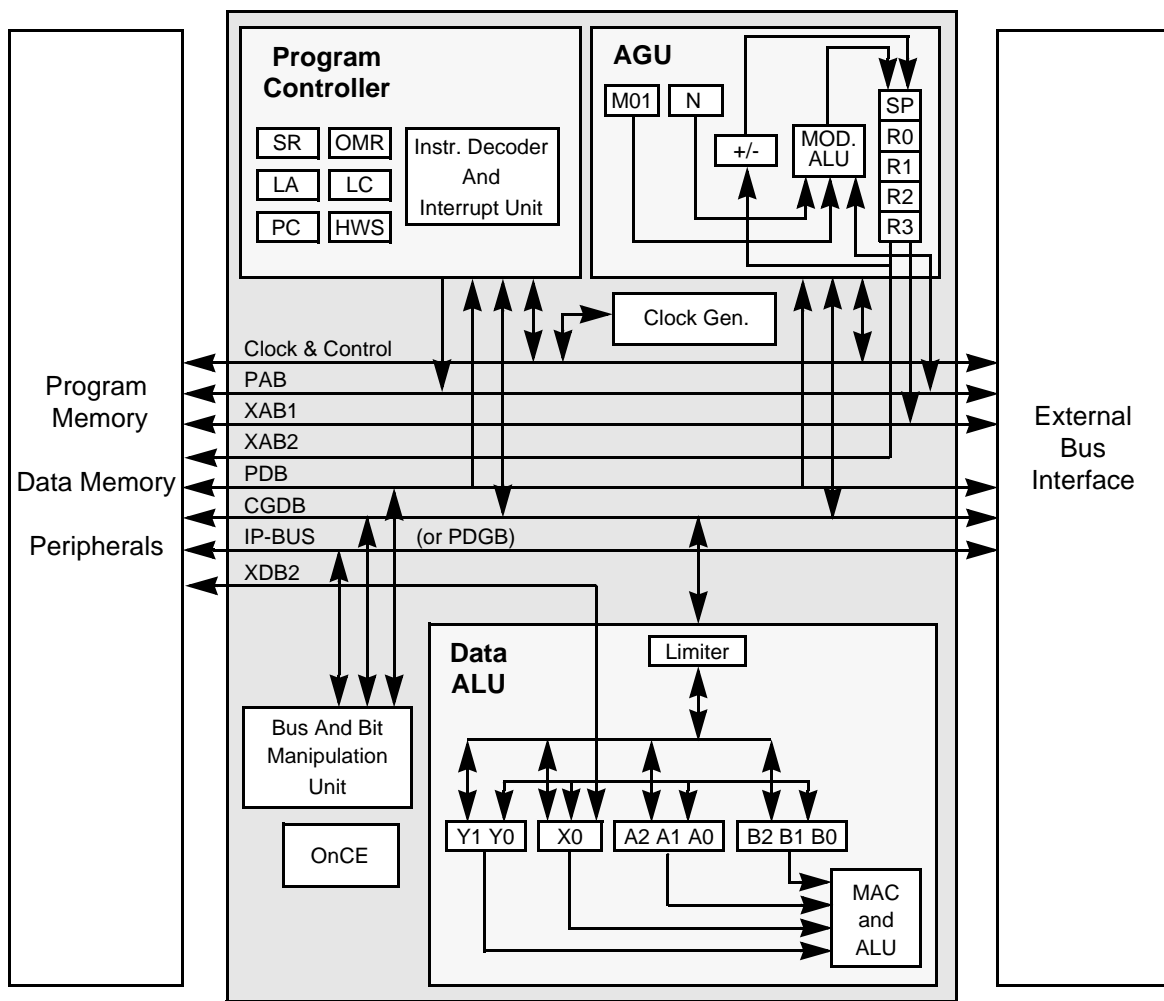 Program
Controller
SR
OMR
LA
LC
PC
HWS
Instr. Decoder
And
Interrupt Unit
AGU
M01
N
+/-
MOD.
ALU
SP
R0
R1
R2
R3
Clock Gen.
Program
Memory
Data Memory
Peripherals
Clock & Control
PAB
XAB1
XAB2
PDB
CGDB
IP-BUS
(or PDGB)
XDB2
External
Bus
Interface
Bus And Bit
Manipulation
Unit
OnCE
Data
ALU
Limiter
Y1 Y0
X0
A2 A1 A0
B2 B1 B0
MAC
and
ALU